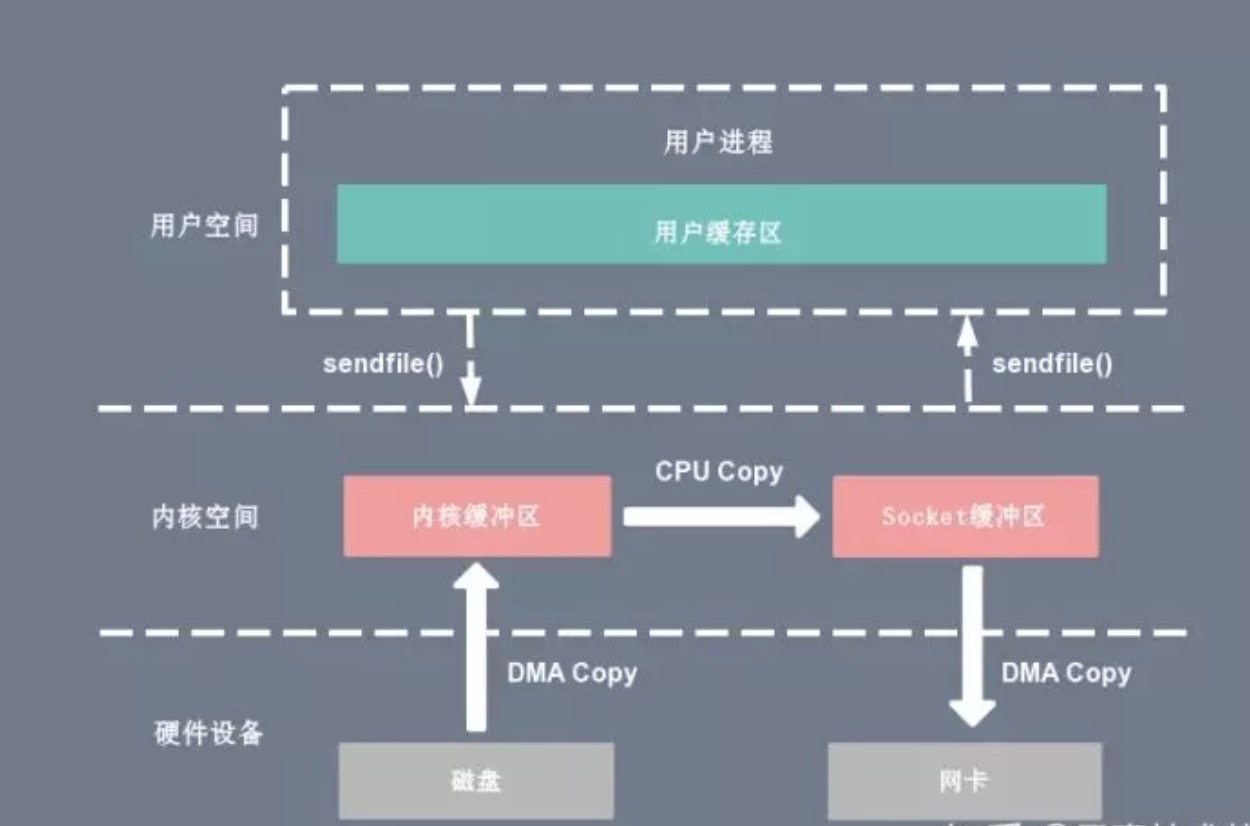 用户进程
用户空间
用户缓存区
sendfile()
sendfile()
CPU Copy
内核空间
内核缓冲区
Socket缓冲区
DMA Copy
DMA Copy
硬件设备
磁盘
网卡